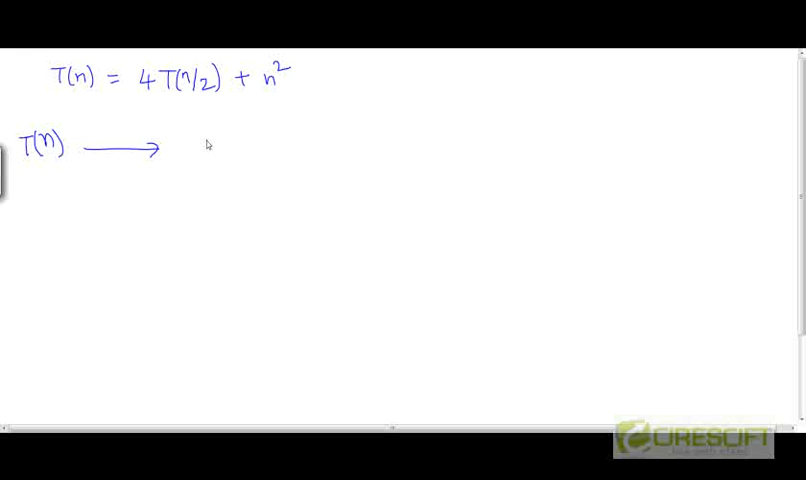 T(n) = 4T(n/2) + n²
T(n) ⟶
CIRESOFT